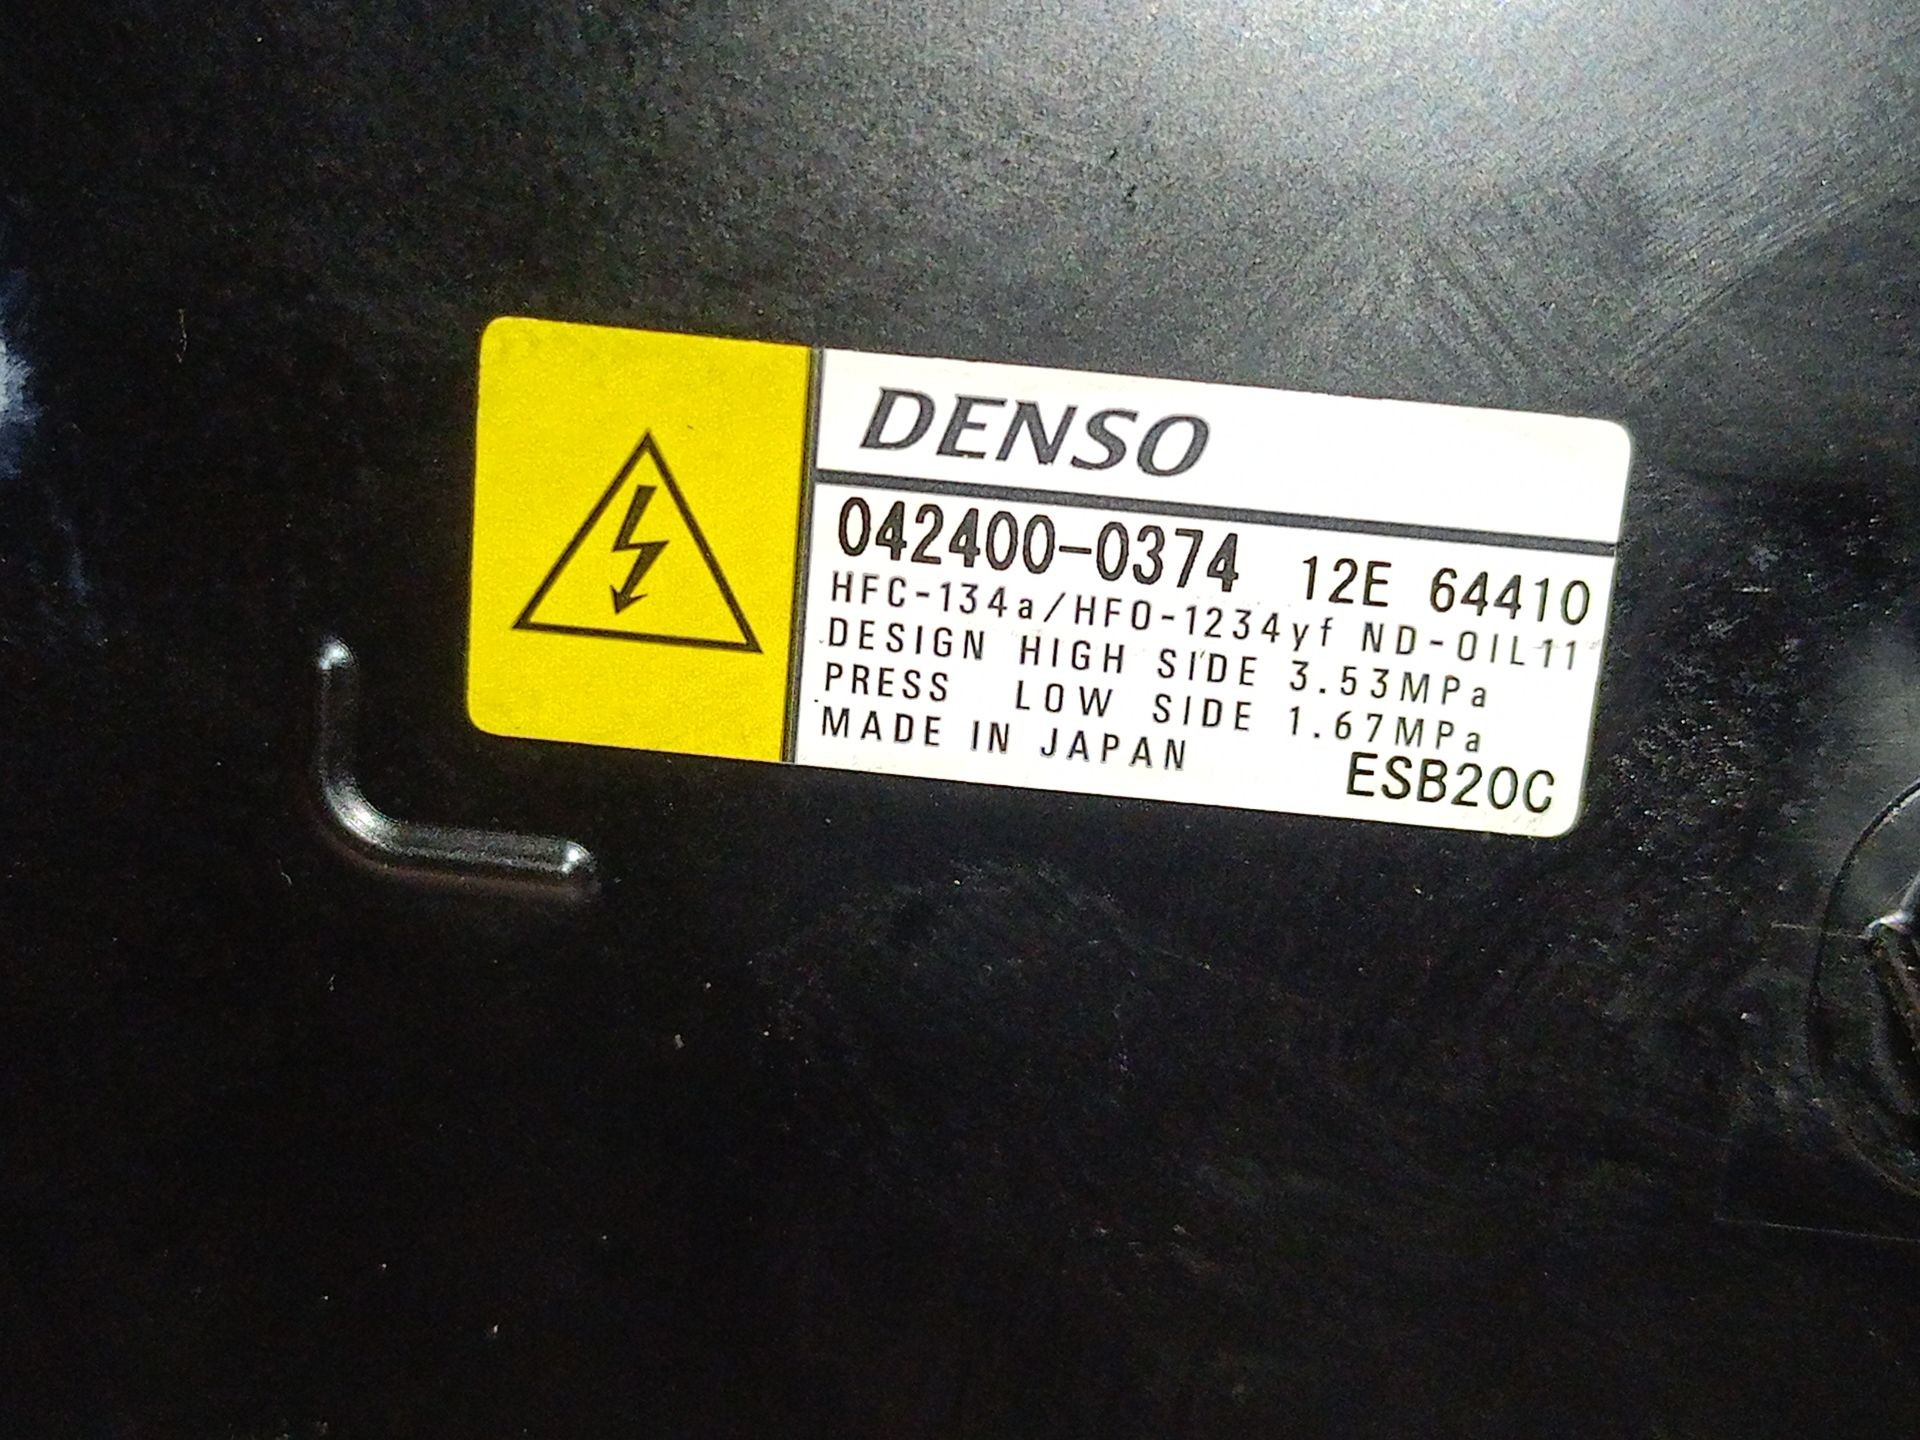 DENSO
042400-0374 12E 64410
HFC-134a/HFO-1234yf ND-OIL11
DESIGN HIGH SIDE 3.53MPa
PRESS LOW SIDE 1.67MPa
MADE IN JAPAN ESB20C